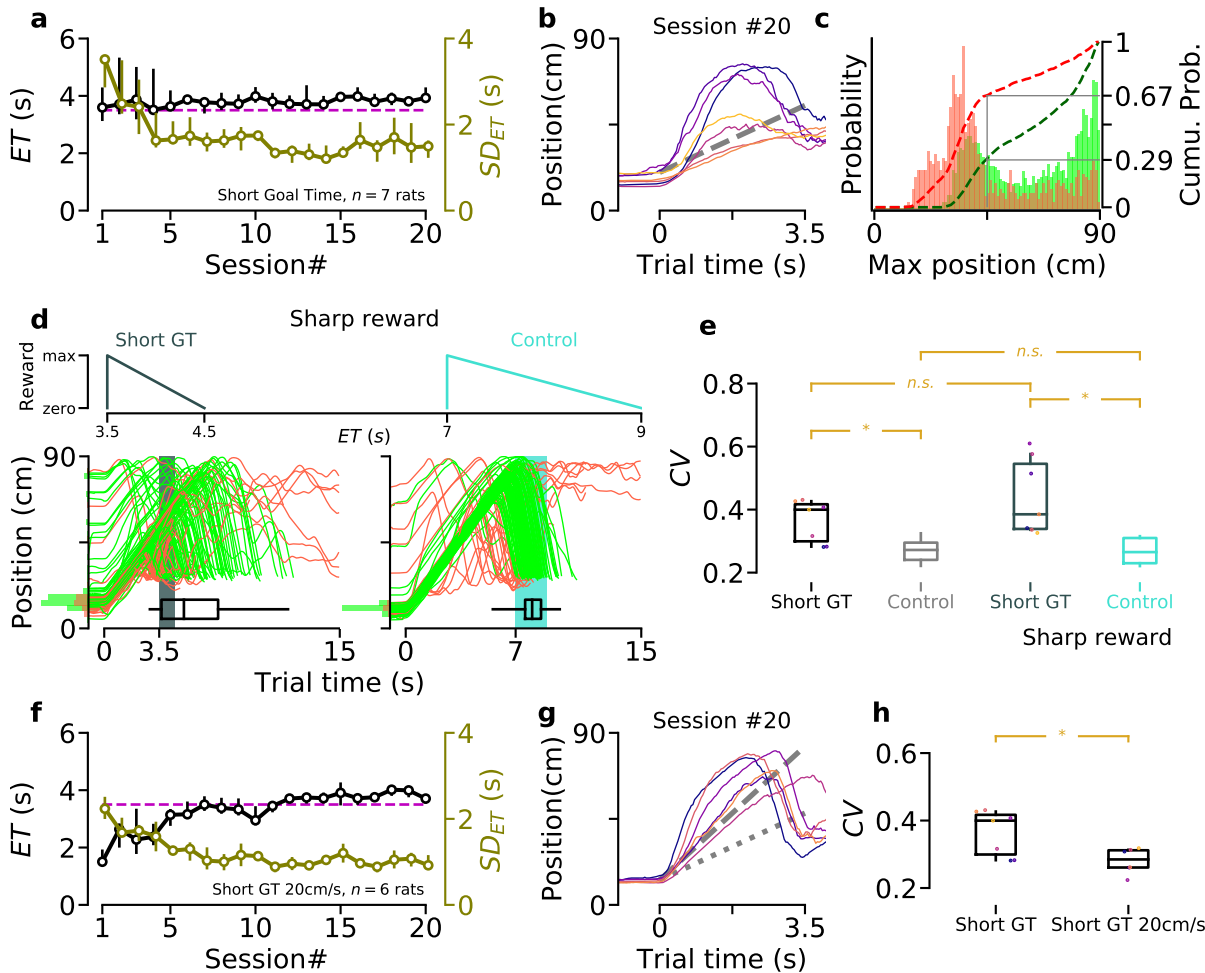 a
6
4
2
0
ET (s)
4
2
0
SD_ET (s)
Short Goal Time, n = 7 rats
1
5
10
15
20
Session#
b
Session #20
90
0
Position(cm)
0
3.5
Trial time (s)
c
Probability
1
0.67
0.29
0
Cumu. Prob.
0
90
Max position (cm)
d
Sharp reward
Short GT
Control
Reward
max
zero
3.5
4.5
ET (s)
7
9
90
0
Position (cm)
0
3.5
15
0
7
15
Trial time (s)
e
n.s.
n.s.
*
*
0.8
0.6
0.4
0.2
CV
Short GT
Control
Short GT
Control
Sharp reward
f
6
4
2
0
ET (s)
4
2
0
SD_ET (s)
Short GT 20cm/s, n = 6 rats
1
5
10
15
20
Session#
g
Session #20
90
0
Position(cm)
0
3.5
Trial time (s)
h
*
0.6
0.4
0.2
CV
Short GT
Short GT 20cm/s